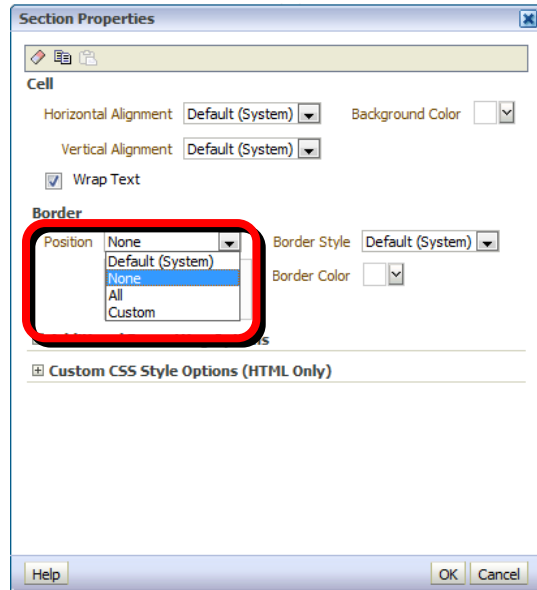 Section Properties
Cell
Horizontal Alignment Default (System) Background Color
Vertical Alignment Default (System)
Wrap Text
Border
Position None Border Style Default (System)
Default (System)
None Border Color
All
Custom
Custom CSS Style Options (HTML Only)
Help OK Cancel